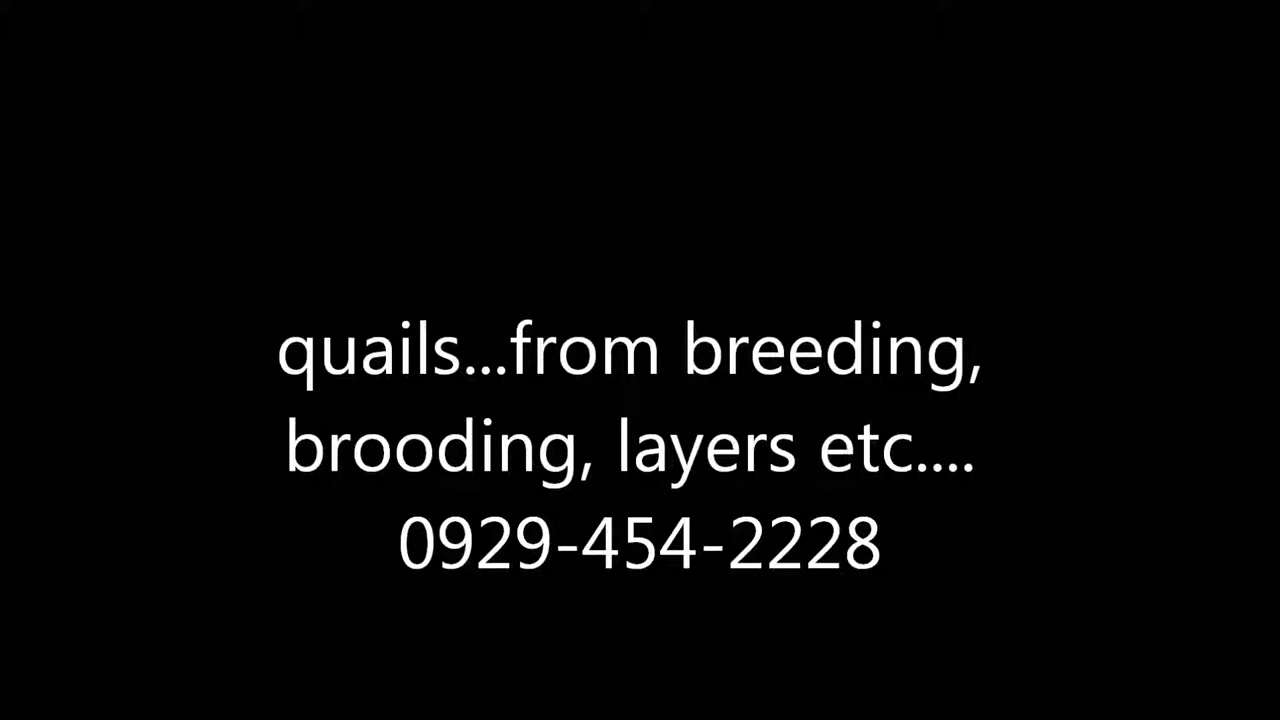 quails...from breeding,
brooding, layers etc....
0929-454-2228